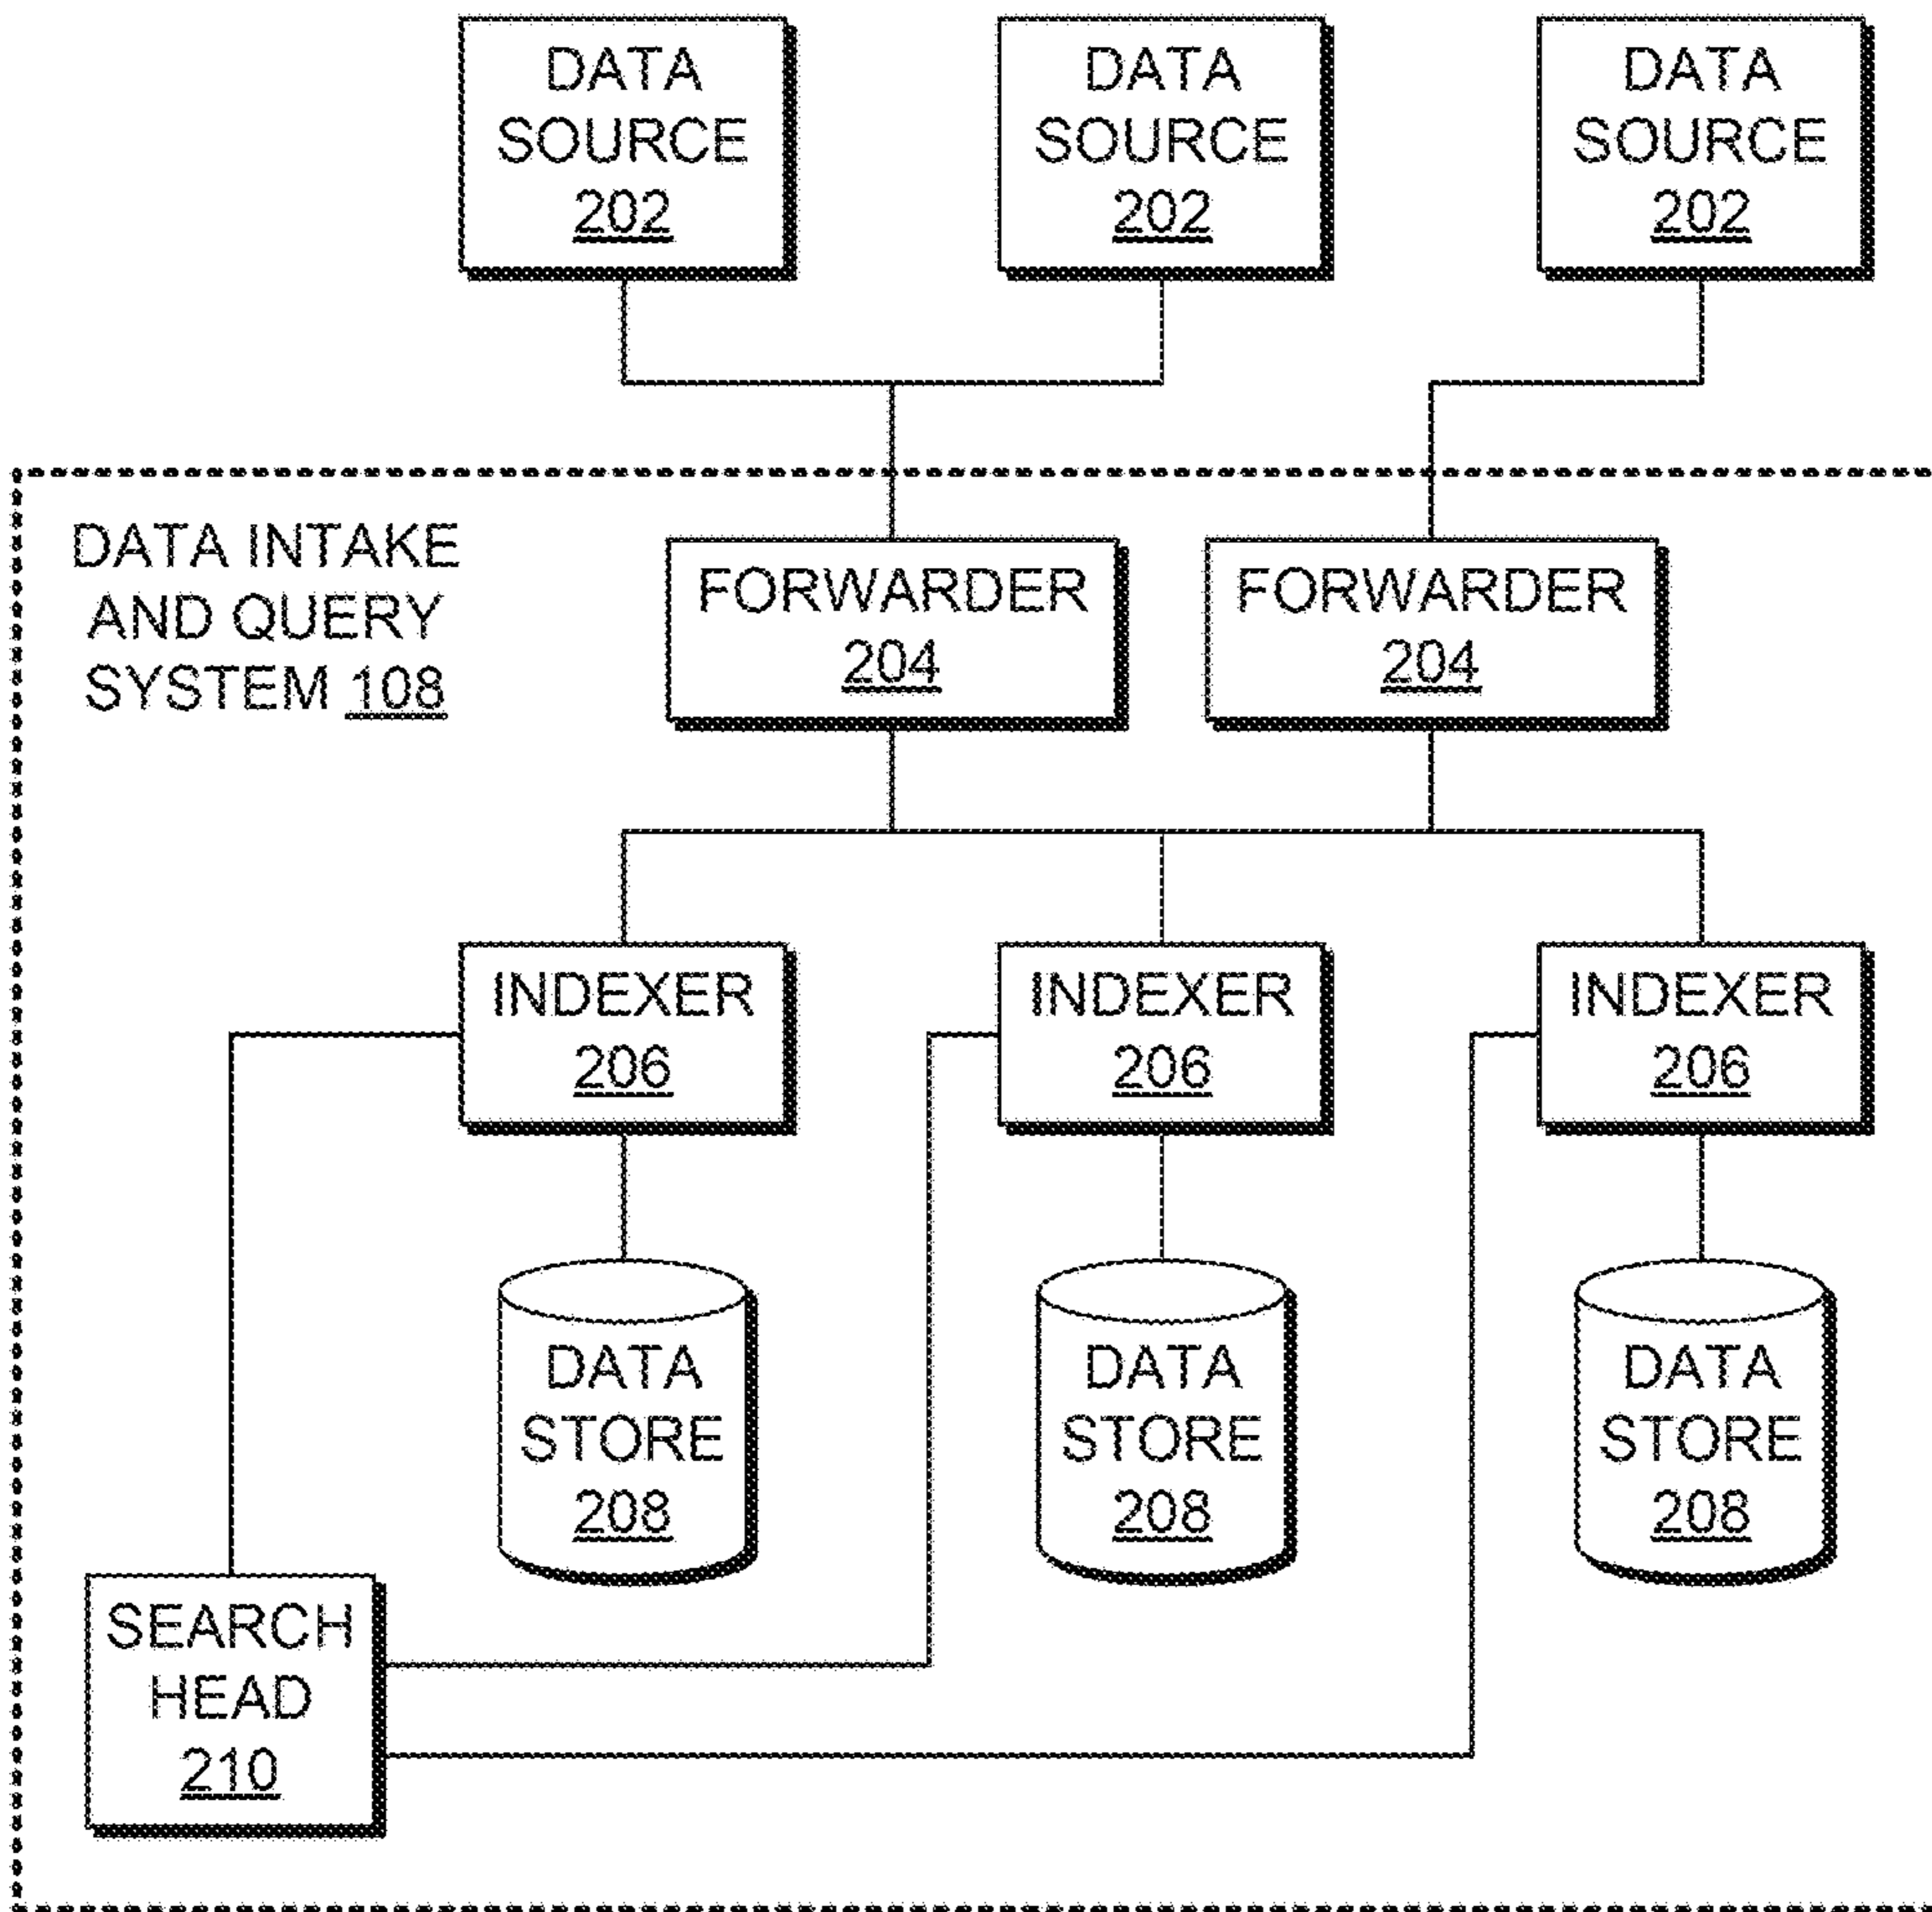 DATA
SOURCE
202
DATA
SOURCE
202
DATA
SOURCE
202
DATA INTAKE
AND QUERY
SYSTEM 108
FORWARDER
204
FORWARDER
204
INDEXER
206
INDEXER
206
INDEXER
206
DATA
STORE
208
DATA
STORE
208
DATA
STORE
208
SEARCH
HEAD
210